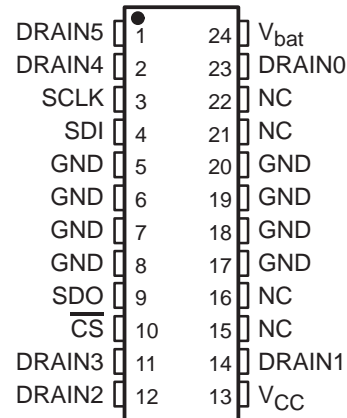 DRAIN5 1 24 Vbat
DRAIN4 2 23 DRAIN0
SCLK 3 22 NC
SDI 4 21 NC
GND 5 20 GND
GND 6 19 GND
GND 7 18 GND
GND 8 17 GND
SDO 9 16 NC
C̅S̅ 10 15 NC
DRAIN3 11 14 DRAIN1
DRAIN2 12 13 VCC